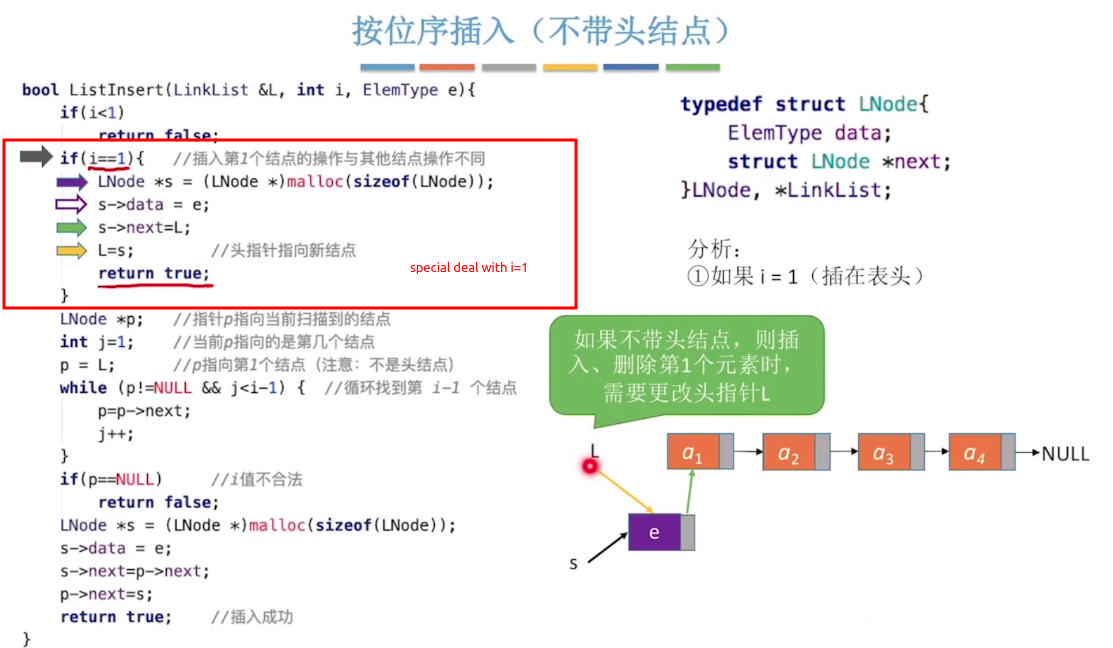 按位序插入（不带头结点）
bool ListInsert(LinkList &L, int i, ElemType e){
if(i<1)
return false;
if(i==1){ //插入第1个结点的操作与其他结点操作不同
LNode *s = (LNode *)malloc(sizeof(LNode));
s->data = e;
s->next=L;
L=s; //头指针指向新结点
return true;
}
special deal with i=1
LNode *p; //指针p指向当前扫描到的结点
int j=1; //当前p指向的是第几个结点
p = L; //p指向第1个结点（注意：不是头结点）
while (p!=NULL && j<i-1) { //循环找到第 i-1 个结点
p=p->next;
j++;
}
if(p==NULL) //i值不合法
return false;
LNode *s = (LNode *)malloc(sizeof(LNode));
s->data = e;
s->next=p->next;
p->next=s;
return true; //插入成功
}
typedef struct LNode{
ElemType data;
struct LNode *next;
}LNode, *LinkList;
分析：
①如果 i = 1（插在表头）
如果不带头结点，则插
入、删除第1个元素时，
需要更改头指针L
L
a1 a2 a3 a4 NULL
e
s